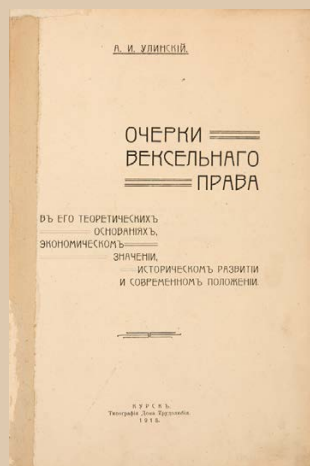 А. И. УЛИНСКІЙ.
ОЧЕРКИ
ВЕКСЕЛЬНАГО
ПРАВА
ВЪ ЕГО ТЕОРЕТИЧЕСКИХЪ
ОСНОВАНІЯХЪ,
ЭКОНОМИЧЕСКОМЪ
ЗНАЧЕНІИ,
ИСТОРИЧЕСКОМЪ РАЗВИТІИ
И СОВРЕМЕННОМЪ ПОЛОЖЕНІИ.
КУРСКЪ.
Типографія Дома Трудолюбія.
1913.